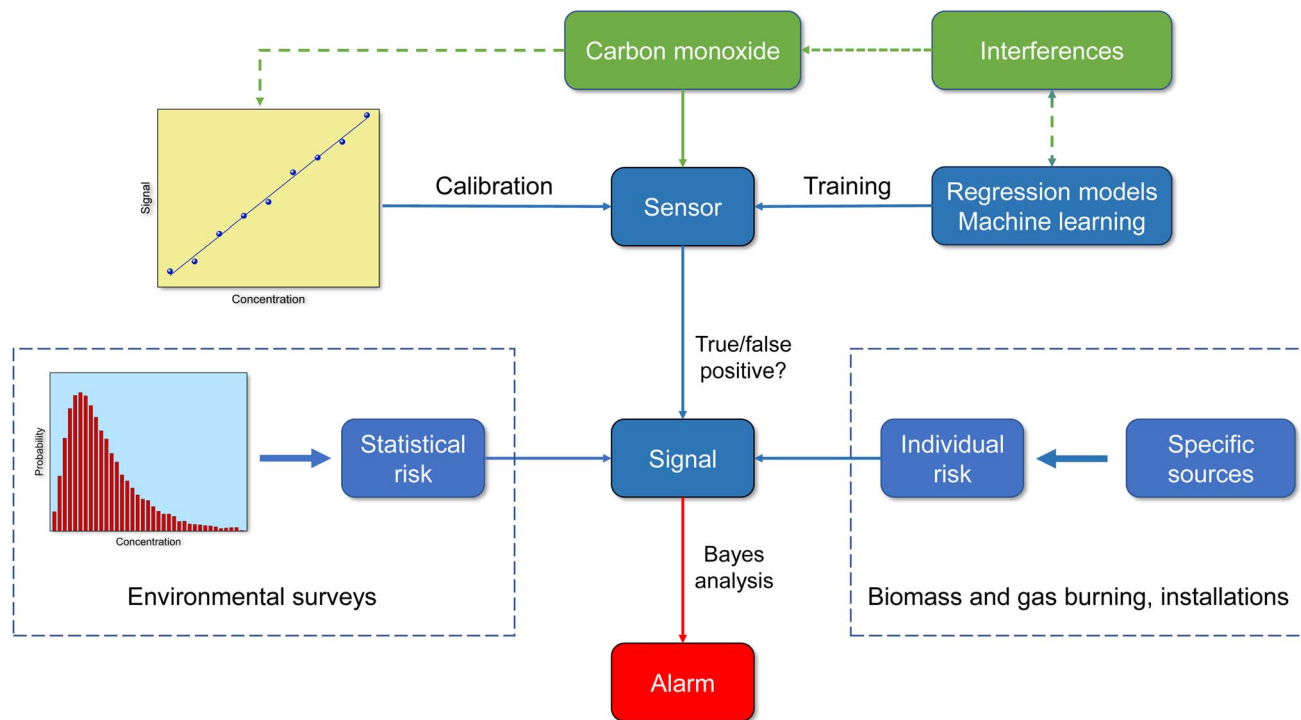 Carbon monoxide
Interferences
Signal
Concentration
Calibration
Sensor
Training
Regression models
Machine learning
True/false
positive?
Probability
Concentration
Statistical
risk
Environmental surveys
Signal
Individual
risk
Specific
sources
Biomass and gas burning, installations
Bayes
analysis
Alarm